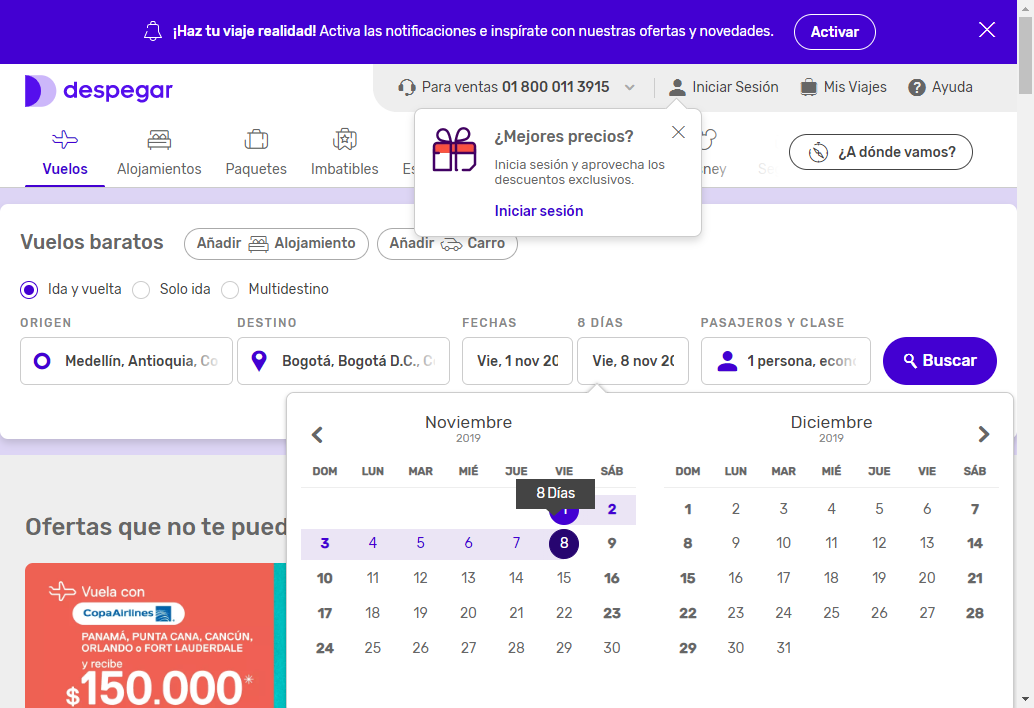 ¡Haz tu viaje realidad! Activa las notificaciones e inspírate con nuestras ofertas y novedades.
Activar
despegar
Para ventas 01 800 011 3915
Iniciar Sesión
Mis Viajes
Ayuda
Vuelos
Alojamientos
Paquetes
Imbatibles
¿A dónde vamos?
¿Mejores precios?
Inicia sesión y aprovecha los
descuentos exclusivos.
Iniciar sesión
Vuelos baratos
Añadir Alojamiento
Añadir Carro
Ida y vuelta
Solo ida
Multidestino
ORIGEN
DESTINO
FECHAS
8 DÍAS
PASAJEROS Y CLASE
Medellín, Antioquia, Co
Bogotá, Bogotá D.C., C
Vie, 1 nov 20
Vie, 8 nov 20
1 persona, econ
Buscar
Noviembre
2019
DOM LUN MAR MIÉ JUE VIE SÁB
8 Días
1 2
3 4 5 6 7 8 9
10 11 12 13 14 15 16
17 18 19 20 21 22 23
24 25 26 27 28 29 30
Diciembre
2019
DOM LUN MAR MIÉ JUE VIE SÁB
1 2 3 4 5 6 7
8 9 10 11 12 13 14
15 16 17 18 19 20 21
22 23 24 25 26 27 28
29 30 31
Ofertas que no te pued
Vuela con
CopaAirlines
PANAMÁ, PUNTA CANA, CANCÚN,
ORLANDO o FORT LAUDERDALE
y recibe
$150.000*